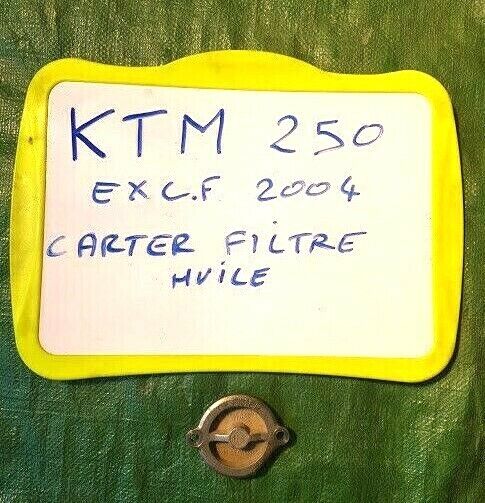 KTM 250
EXC.F 2004
CARTER FILTRE
HUILE